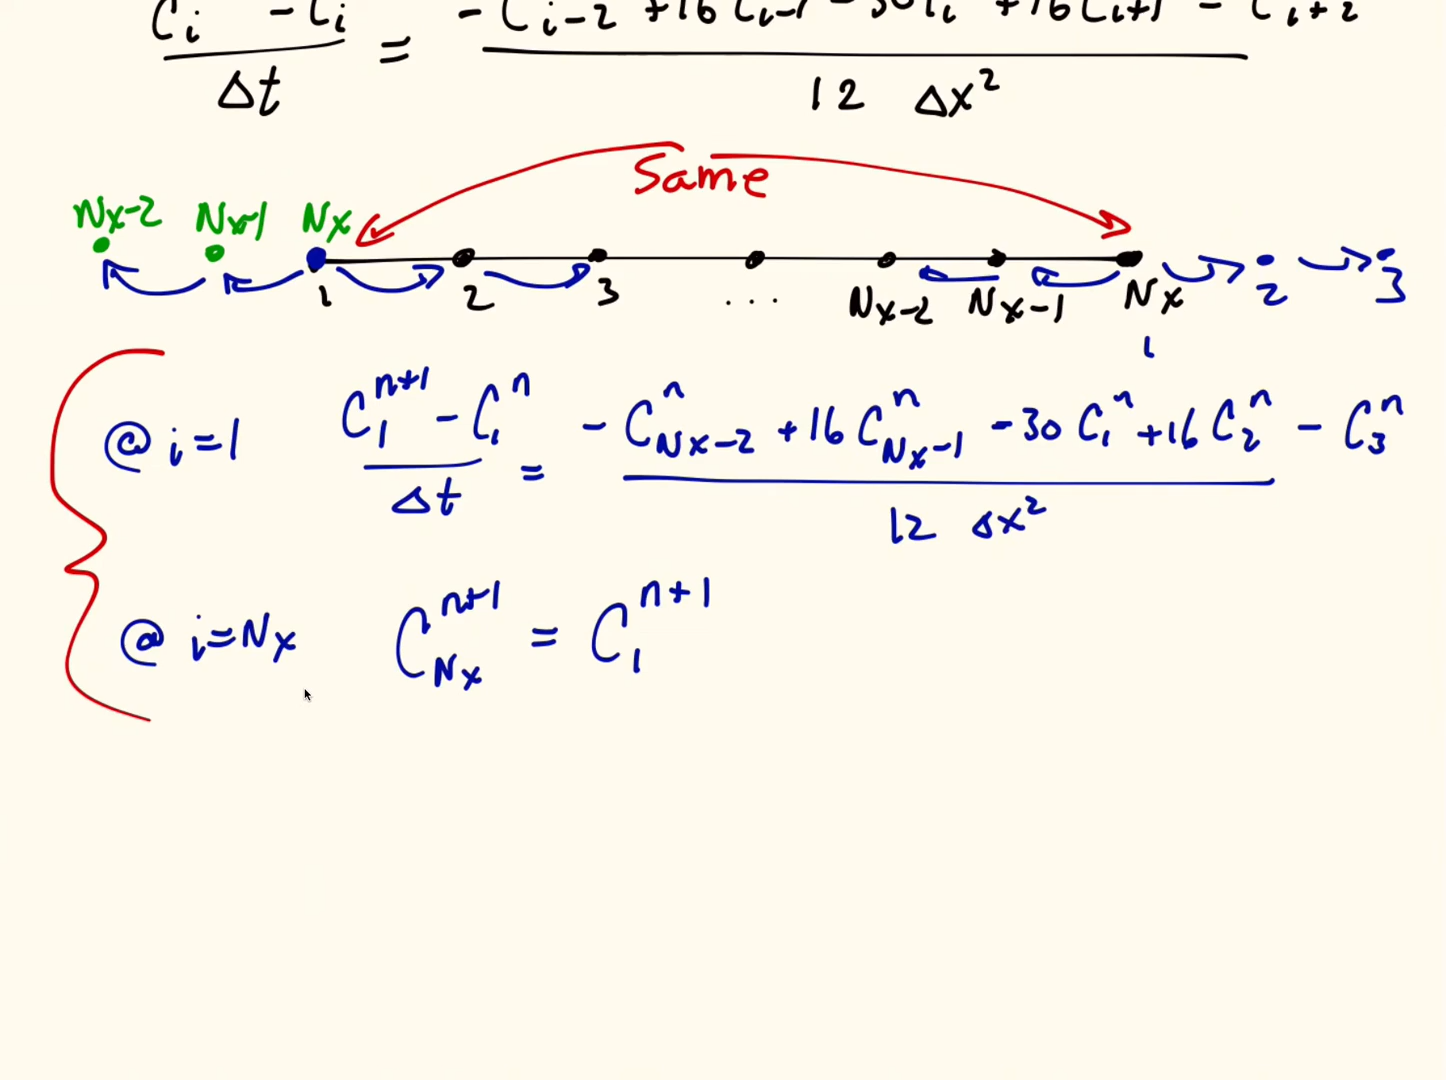 C_i - C_i / Δt = -C_{i-2} + 16 C_{i-1} - 30 C_i + 16 C_{i+1} - C_{i+2} / 12 Δx²
Same
Nx-2 Nx-1 Nx
1 2 3 ... Nx-2 Nx-1 Nx 2 3
1
@ i=1 C_1^{n+1} - C_1^n / Δt = -C_{Nx-2}^n + 16 C_{Nx-1}^n - 30 C_1^n + 16 C_2^n - C_3^n / 12 Δx²
@ i=Nx C_{Nx}^{n+1} = C_1^{n+1}